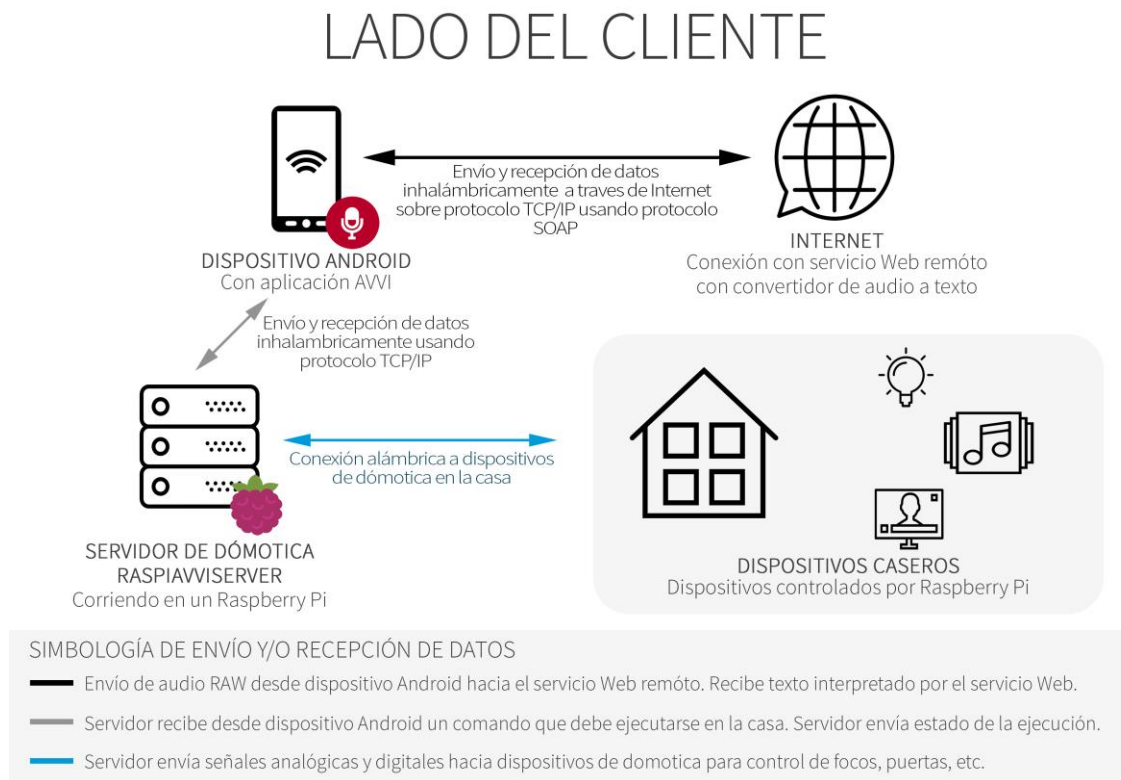 LADO DEL CLIENTE
Envío y recepción de datos
inhalámbricamente a traves de Internet
sobre protocolo TCP/IP usando protocolo
SOAP
DISPOSITIVO ANDROID
Con aplicación AVVI
INTERNET
Conexión con servicio Web remóto
con convertidor de audio a texto
Envío y recepción de datos
inhalambricamente usando
protocolo TCP/IP
Conexión alámbrica a dispositivos
de dómotica en la casa
SERVIDOR DE DÓMOTICA
RASPIAVVISERVER
Corriendo en un Raspberry Pi
DISPOSITIVOS CASEROS
Dispositivos controlados por Raspberry Pi
SIMBOLOGÍA DE ENVÍO Y/O RECEPCIÓN DE DATOS
Envío de audio RAW desde dispositivo Android hacia el servicio Web remóto. Recibe texto interpretado por el servicio Web.
Servidor recibe desde dispositivo Android un comando que debe ejecutarse en la casa. Servidor envía estado de la ejecución.
Servidor envía señales analógicas y digitales hacia dispositivos de domotica para control de focos, puertas, etc.